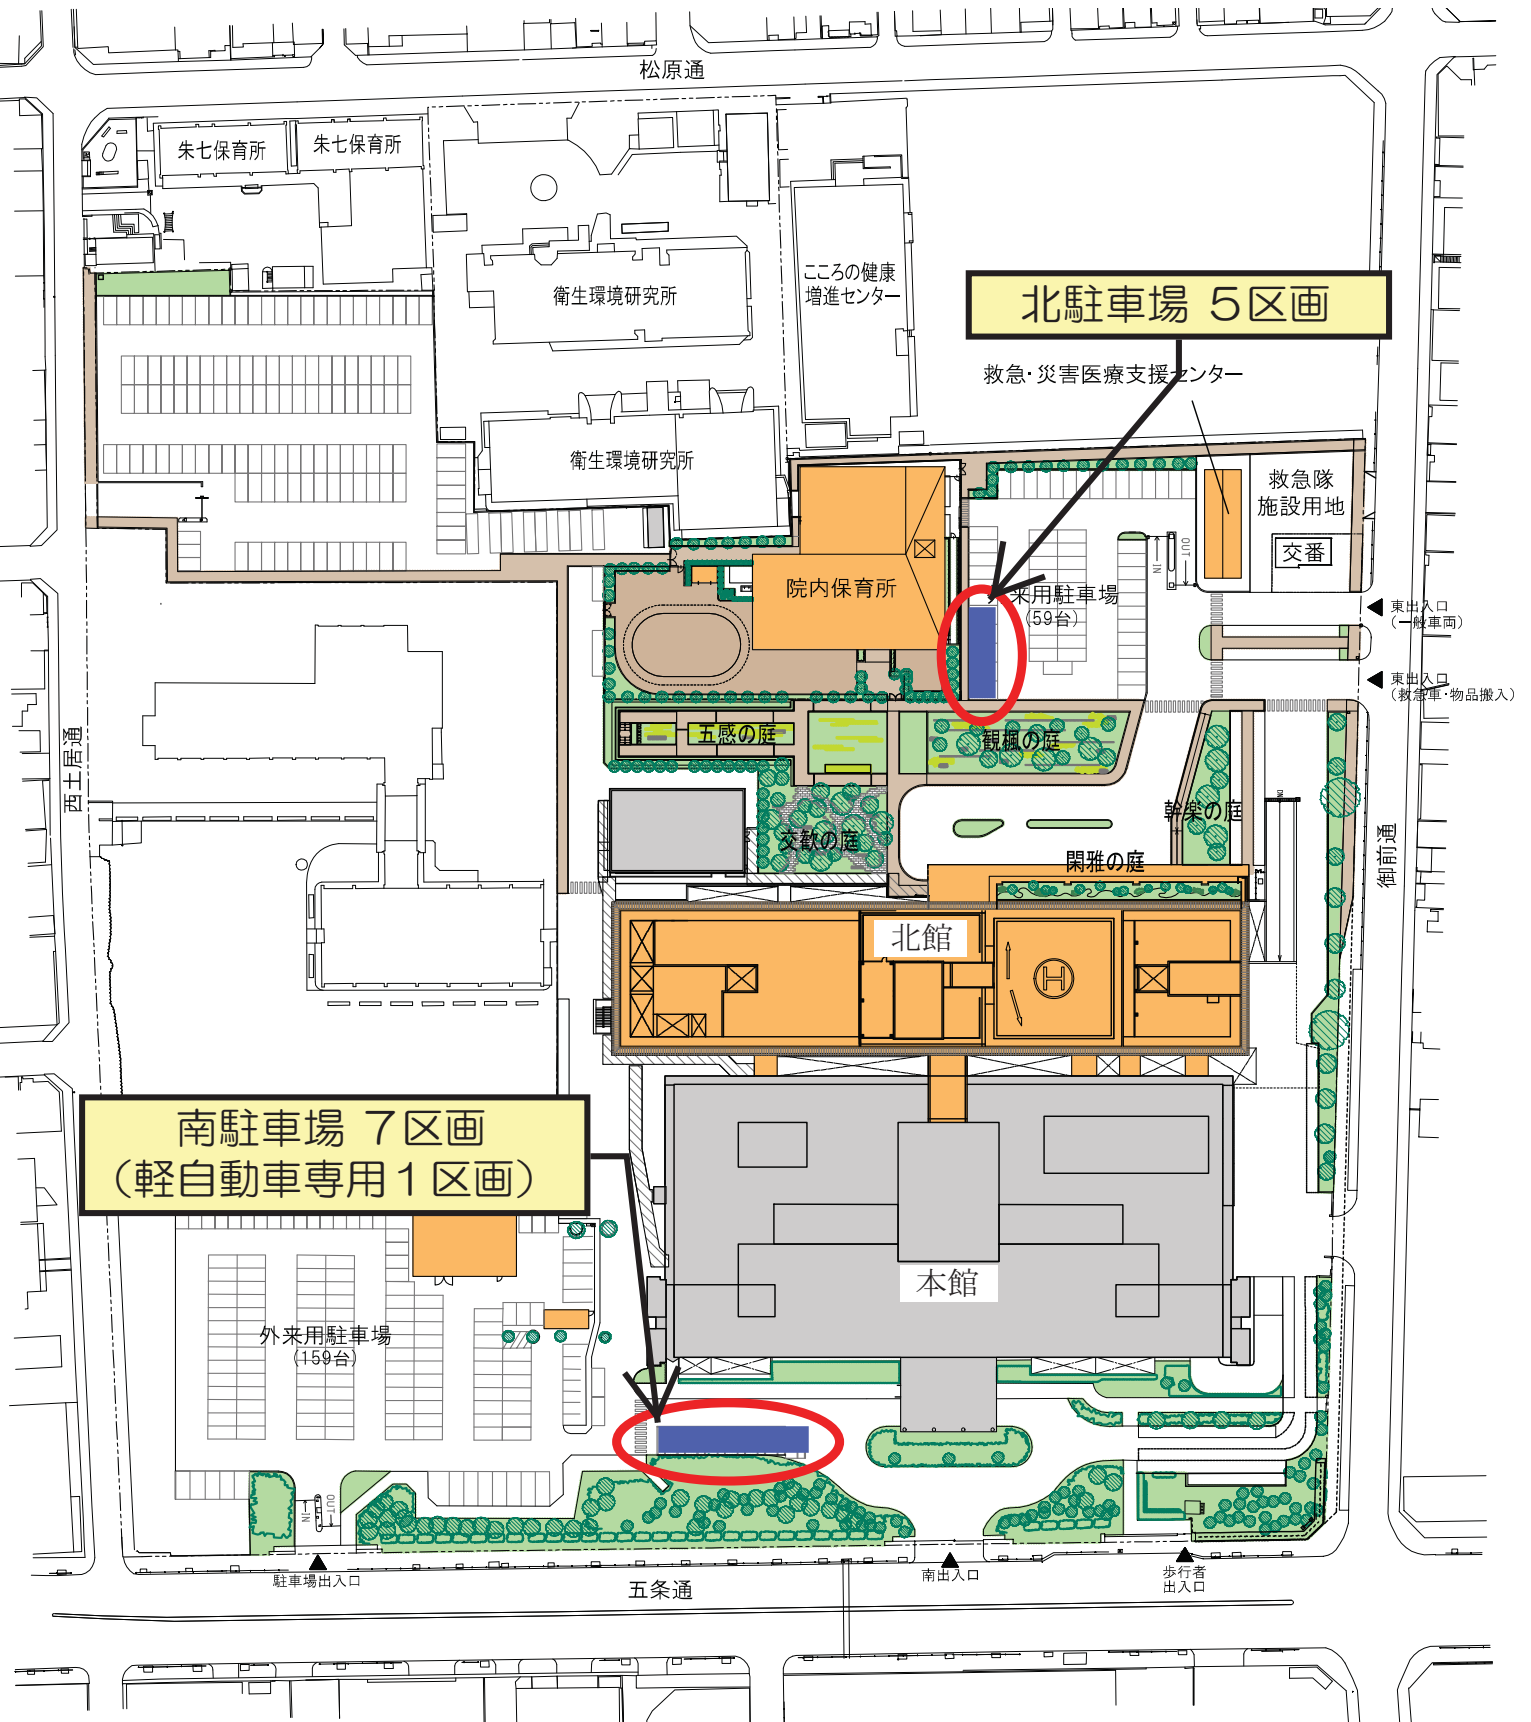 松原通
朱七保育所
朱七保育所
衛生環境研究所
こころの健康
増進センター
北駐車場 5区画
救急・災害医療支援センター
衛生環境研究所
救急隊
施設用地
交番
OUT
IN
院内保育所
来用駐車場
(59台)
東出入口
(一般車両)
東出入口
(救急車・物品搬入)
五感の庭
観楓の庭
西土居通
幹楽の庭
交歓の庭
閑雅の庭
御前通
DN
北館
H
南駐車場 7区画
(軽自動車専用1区画)
本館
外来用駐車場
(159台)
OUT
IN
駐車場出入口
五条通
南出入口
歩行者
出入口